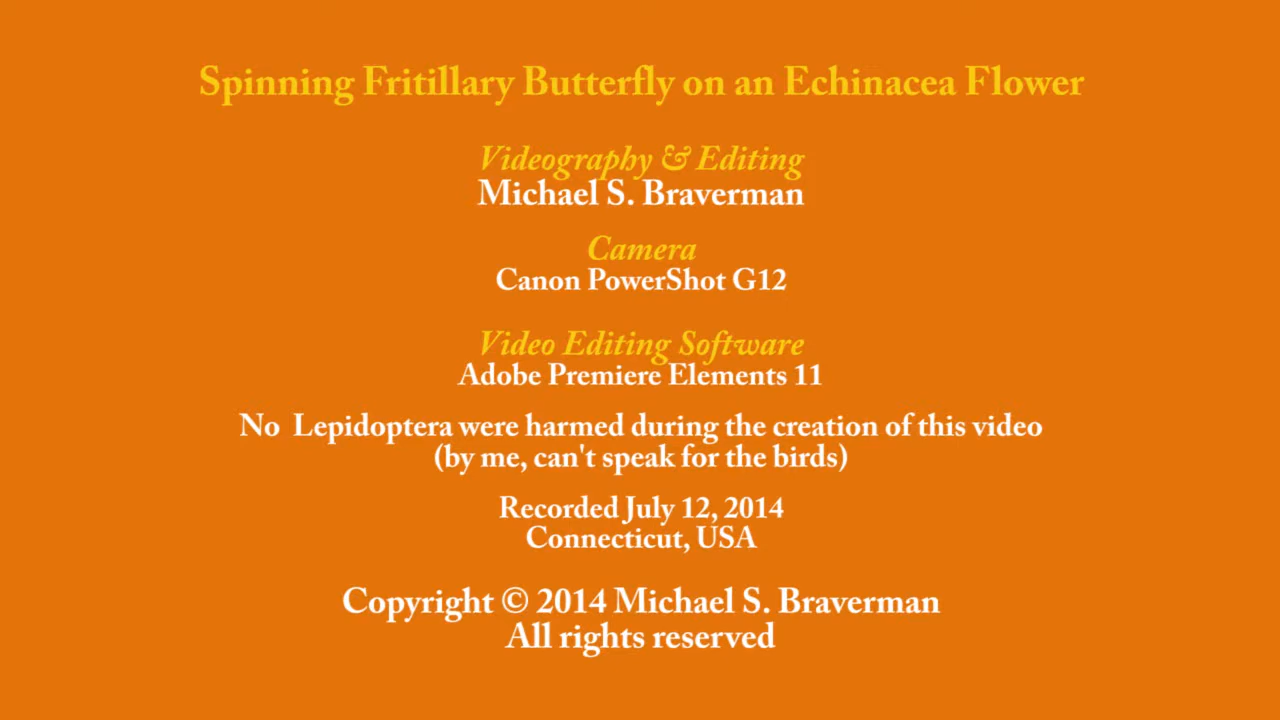 Spinning Fritillary Butterfly on an Echinacea Flower
Videography & Editing
Michael S. Braverman
Camera
Canon PowerShot G12
Video Editing Software
Adobe Premiere Elements 11
No  Lepidoptera were harmed during the creation of this video
(by me, can't speak for the birds)
Recorded July 12, 2014
Connecticut, USA
Copyright © 2014 Michael S. Braverman
All rights reserved